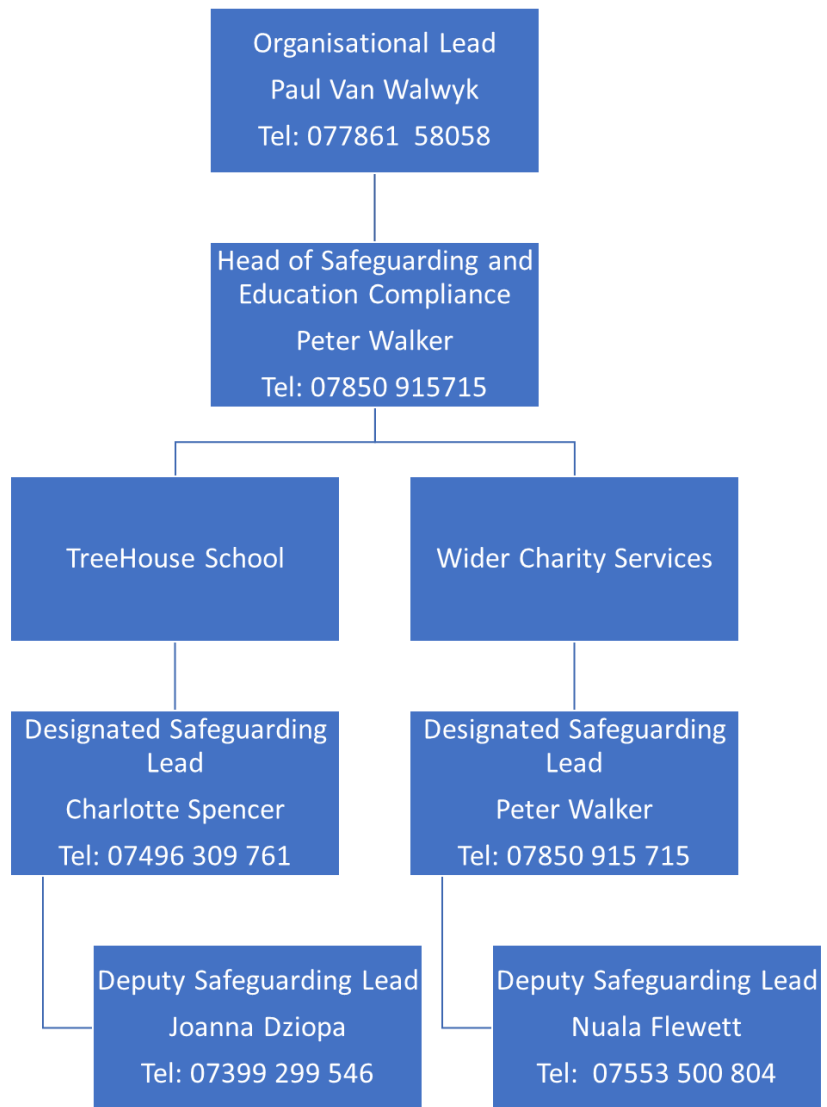 Organisational Lead
Paul Van Walwyk
Tel: 077861  58058
Head of Safeguarding and
Education Compliance
Peter Walker
Tel: 07850 915715
TreeHouse School
Wider Charity Services
Designated Safeguarding
Lead
Charlotte Spencer
Tel: 07496 309 761
Designated Safeguarding
Lead
Peter Walker
Tel: 07850 915 715
Deputy Safeguarding Lead
Joanna Dziopa
Tel: 07399 299 546
Deputy Safeguarding Lead
Nuala Flewett
Tel:  07553 500 804